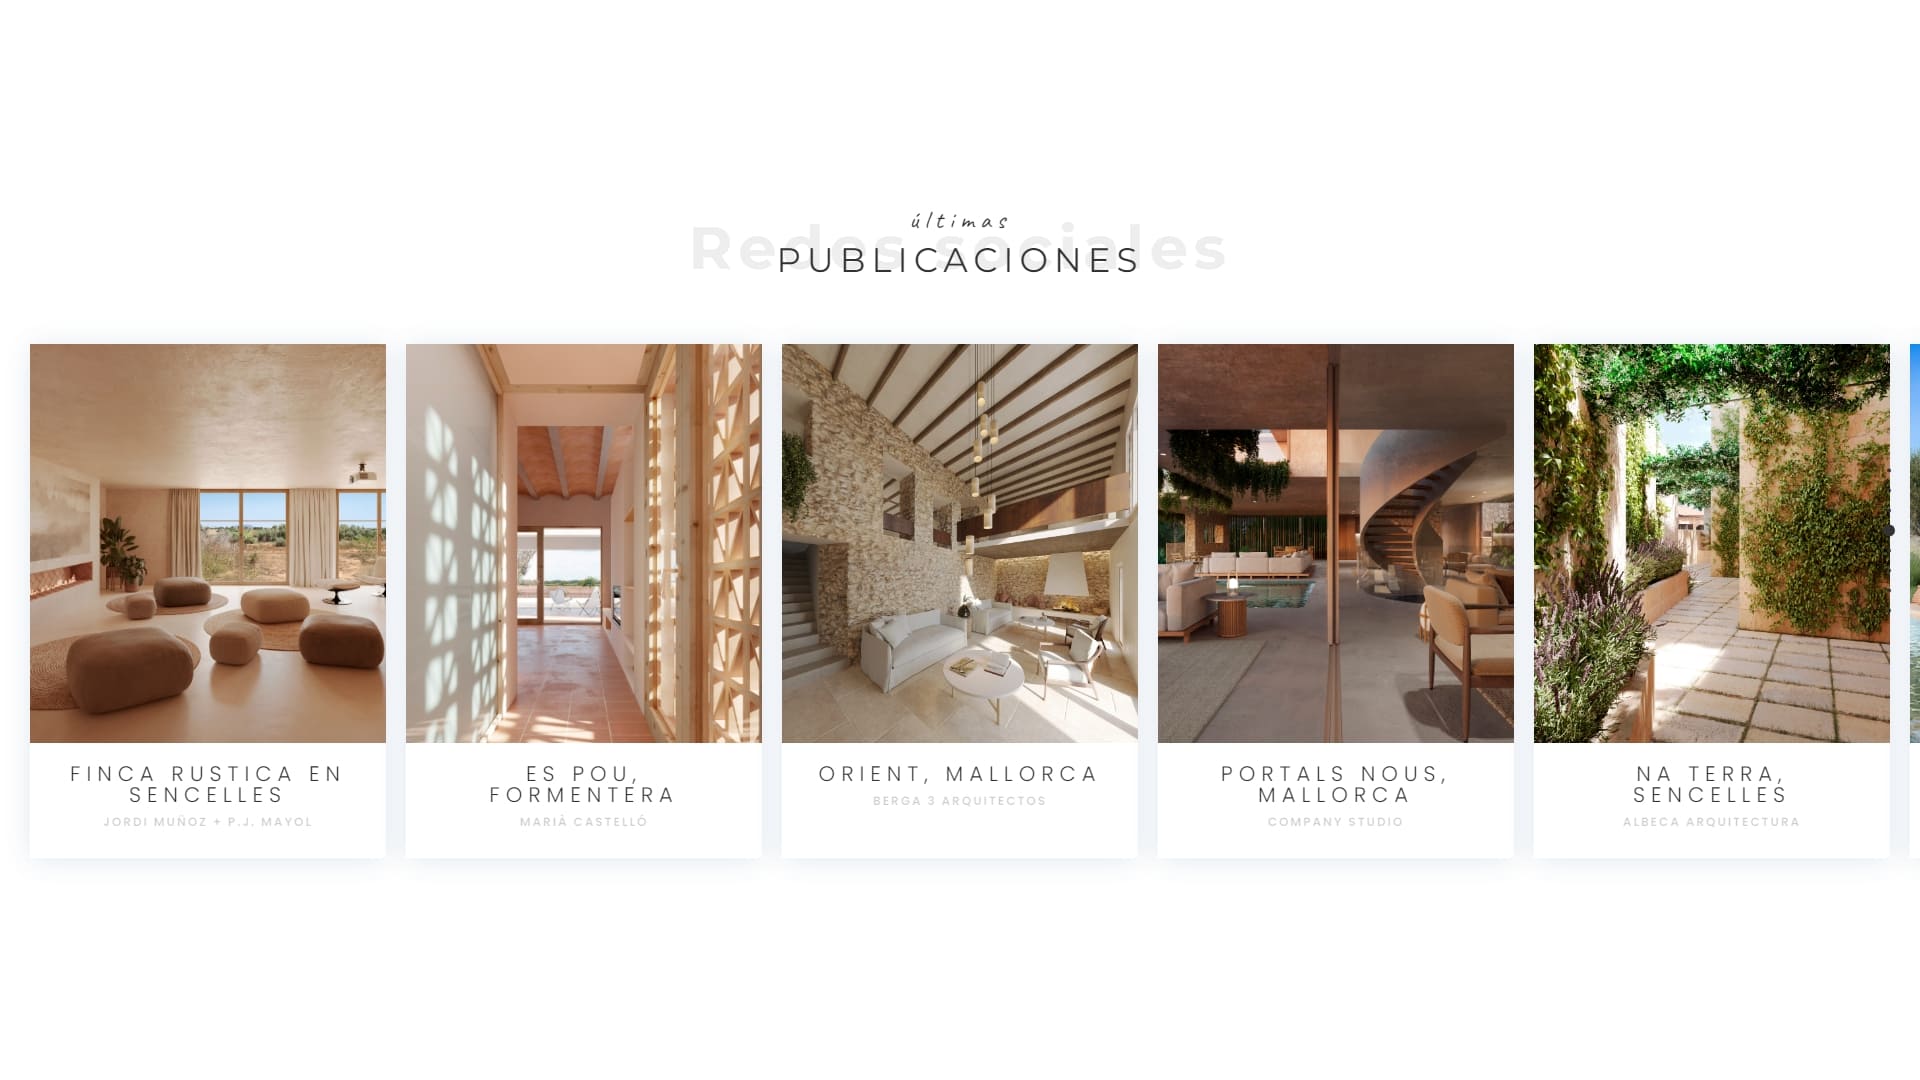 últimas
Redes sociales
PUBLICACIONES
FINCA RUSTICA EN
SENCELLES
JORDI MUÑOZ + P.J. MAYOL
ES POU,
FORMENTERA
MARIÀ CASTELLÓ
ORIENT, MALLORCA
BERGA 3 ARQUITECTOS
PORTALS NOUS,
MALLORCA
COMPANY STUDIO
NA TERRA,
SENCELLES
ALBECA ARQUITECTURA